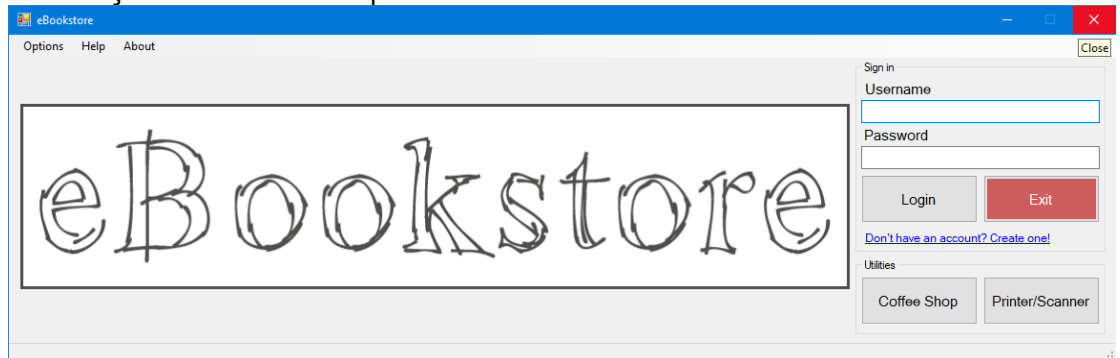 eBookstore
Options Help About
Close
Sign in
Username
Password
eBookstore
Login Exit
Don't have an account? Create one!
Utilities
Coffee Shop Printer/Scanner